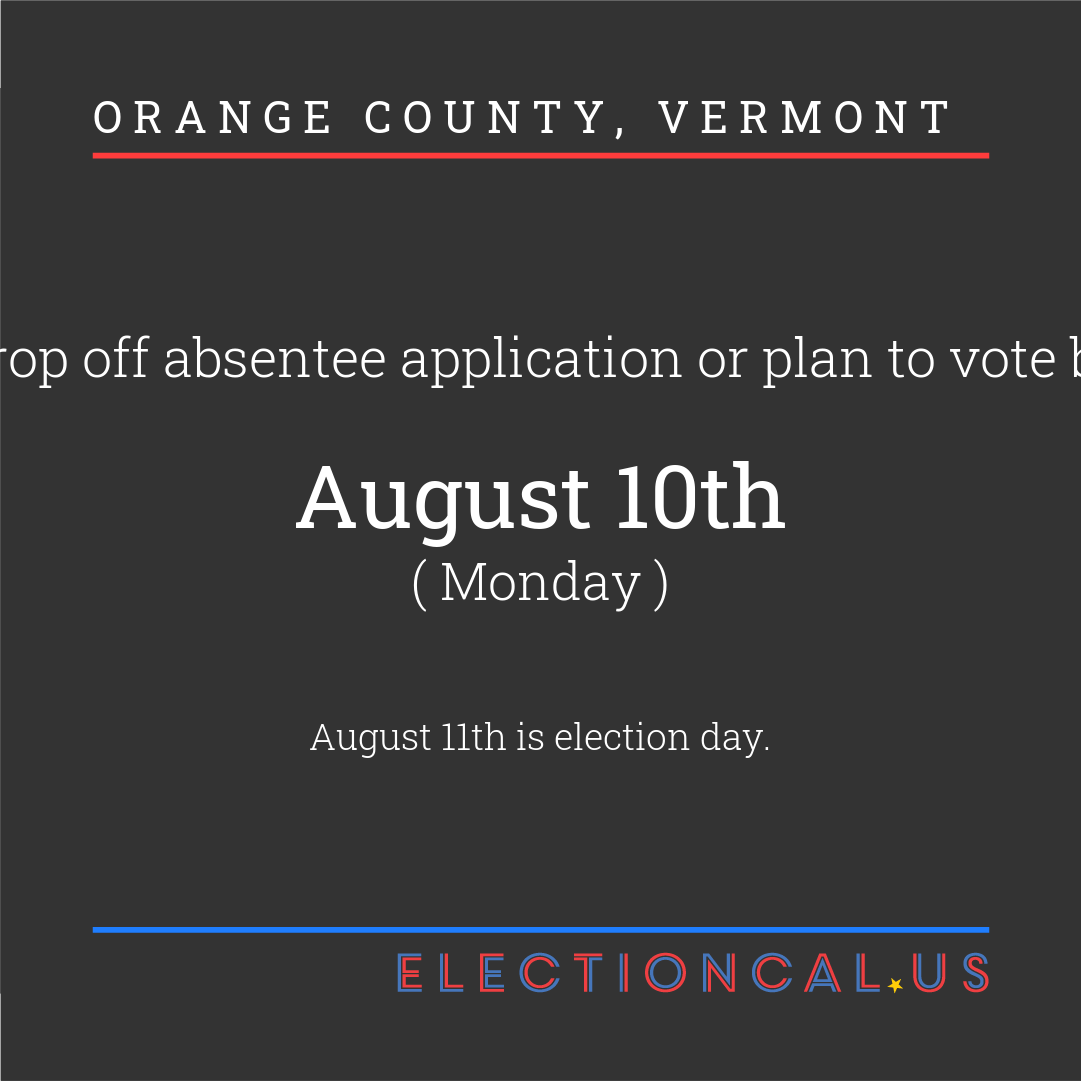 ORANGE COUNTY, VERMONT
rop off absentee application or plan to vote b
August 10th
( Monday )
August 11th is election day.
ELECTIONCAL.US